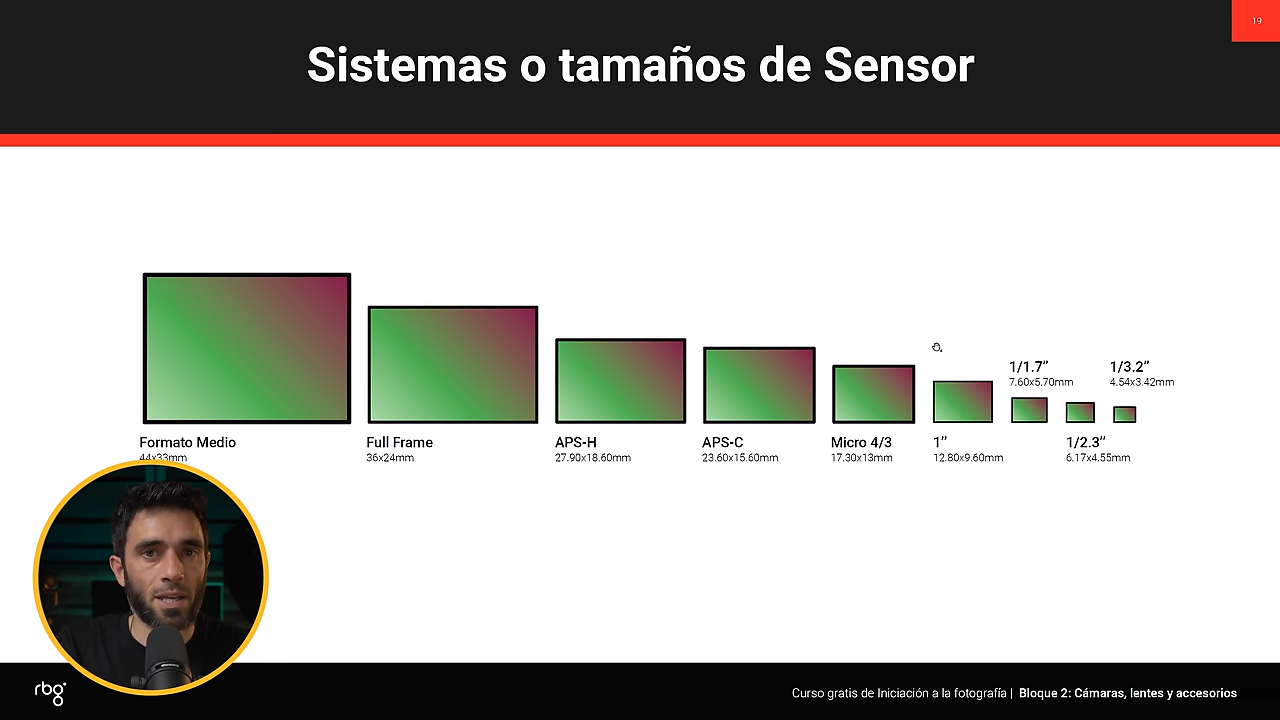 19
Sistemas o tamaños de Sensor
1/1.7”
7.60x5.70mm
1/3.2”
4.54x3.42mm
Formato Medio
44x33mm
Full Frame
36x24mm
APS-H
27.90x18.60mm
APS-C
23.60x15.60mm
Micro 4/3
17.30x13mm
1”
12.80x9.60mm
1/2.3”
6.17x4.55mm
rbg
Curso gratis de Iniciación a la fotografía | Bloque 2: Cámaras, lentes y accesorios